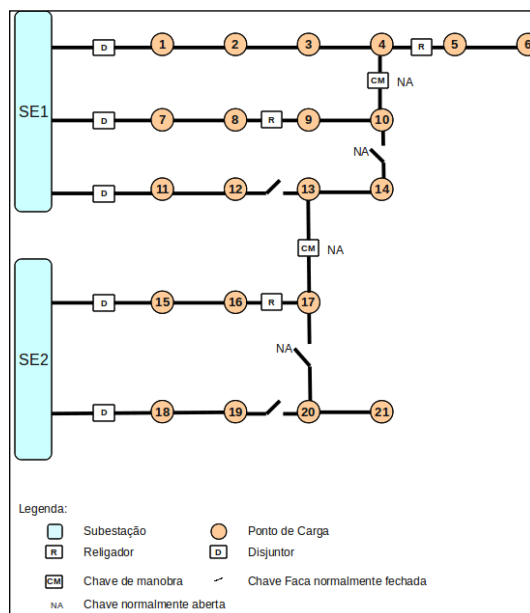 D 1 2 3 4 R 5 6
CM NA
SE1
D 7 8 R 9 10
NA
D 11 12 13 14
CM NA
D 15 16 R 17
NA
SE2
D 18 19 20 21
Legenda:
Subestação Ponto de Carga
R Religador D Disjuntor
CM Chave de manobra Chave Faca normalmente fechada
NA Chave normalmente aberta